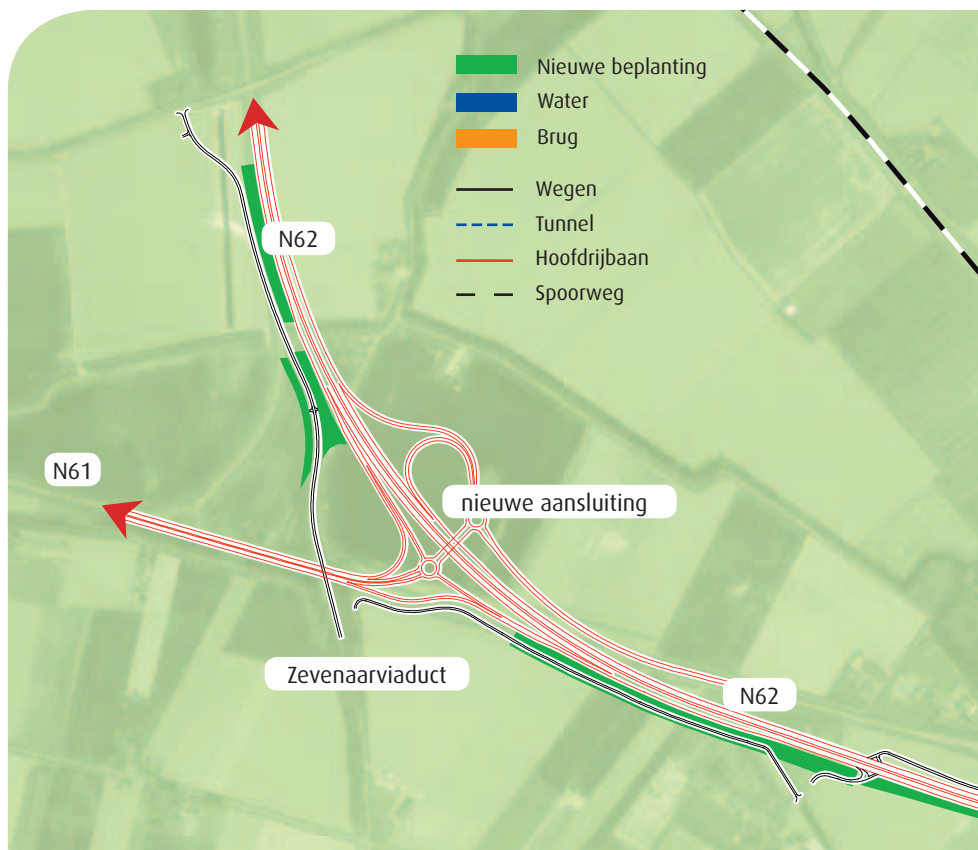 Nieuwe beplanting
Water
Brug
Wegen
Tunnel
Hoofdrijbaan
Spoorweg
N62
N61
nieuwe aansluiting
Zevenaarviaduct
N62